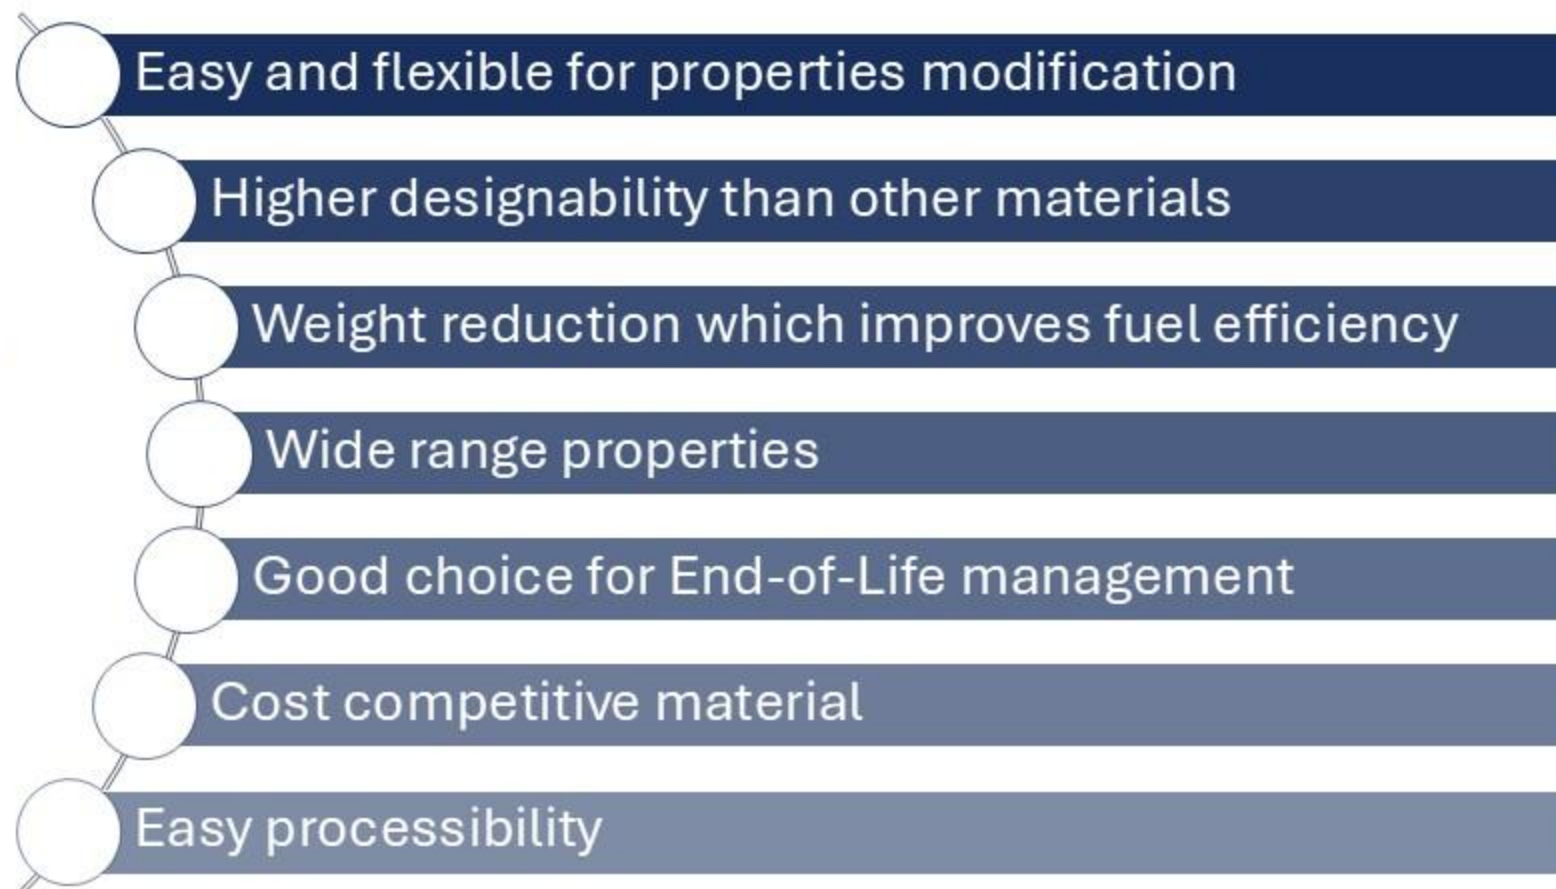 Easy and flexible for properties modification
Higher designability than other materials
Weight reduction which improves fuel efficiency
Wide range properties
Good choice for End-of-Life management
Cost competitive material
Easy processibility